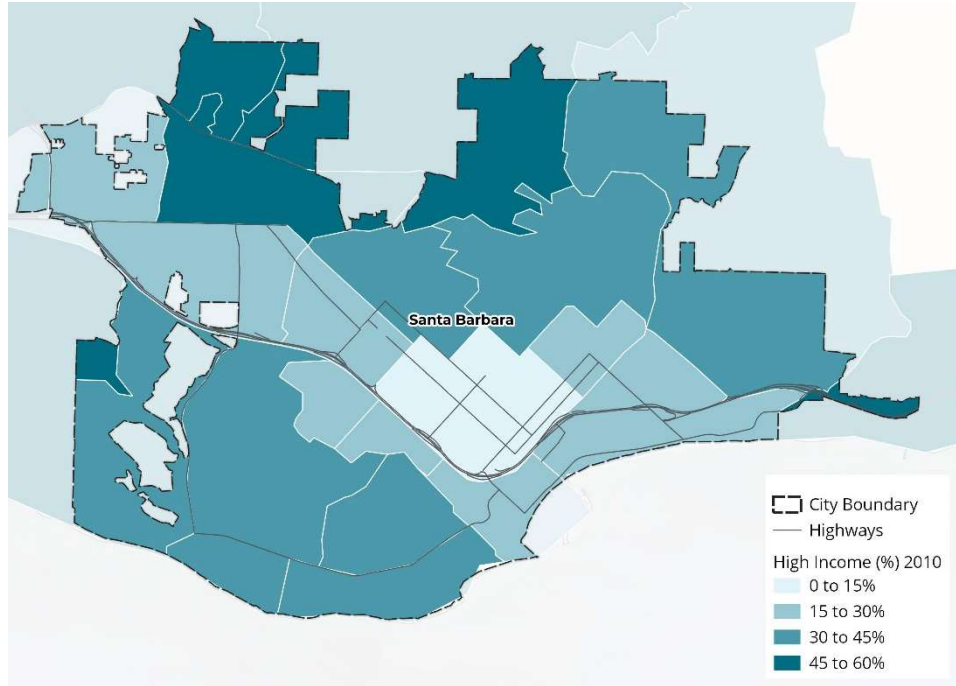 Santa Barbara
City Boundary
Highways
High Income (%) 2010
0 to 15%
15 to 30%
30 to 45%
45 to 60%